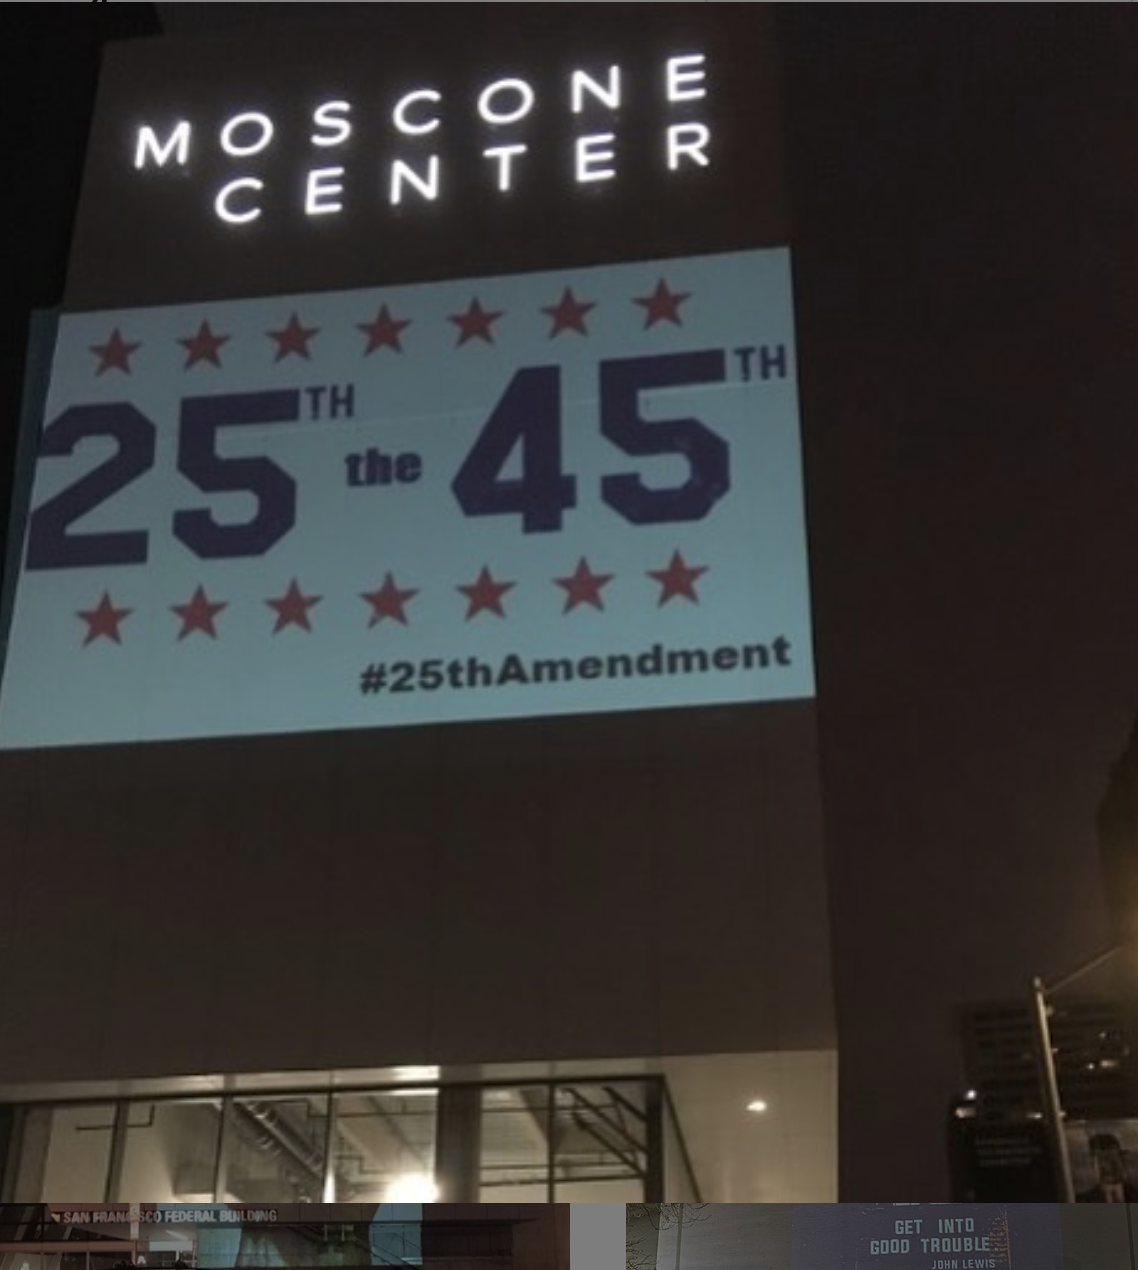 MOSCONE
CENTER
25TH the 45TH
#25thAmendment
SAN FRANCISCO FEDERAL BUILDING
GET INTO
GOOD TROUBLE
JOHN LEWIS